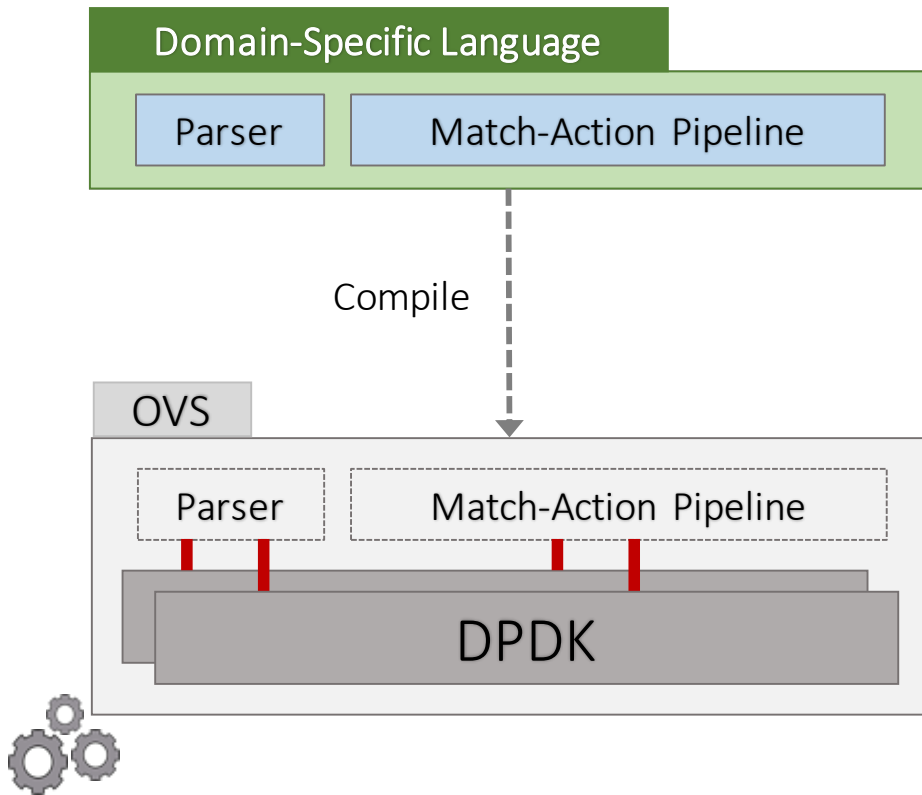 Domain-Specific Language
Parser
Match-Action Pipeline
Compile
OVS
Parser
Match-Action Pipeline
DPDK